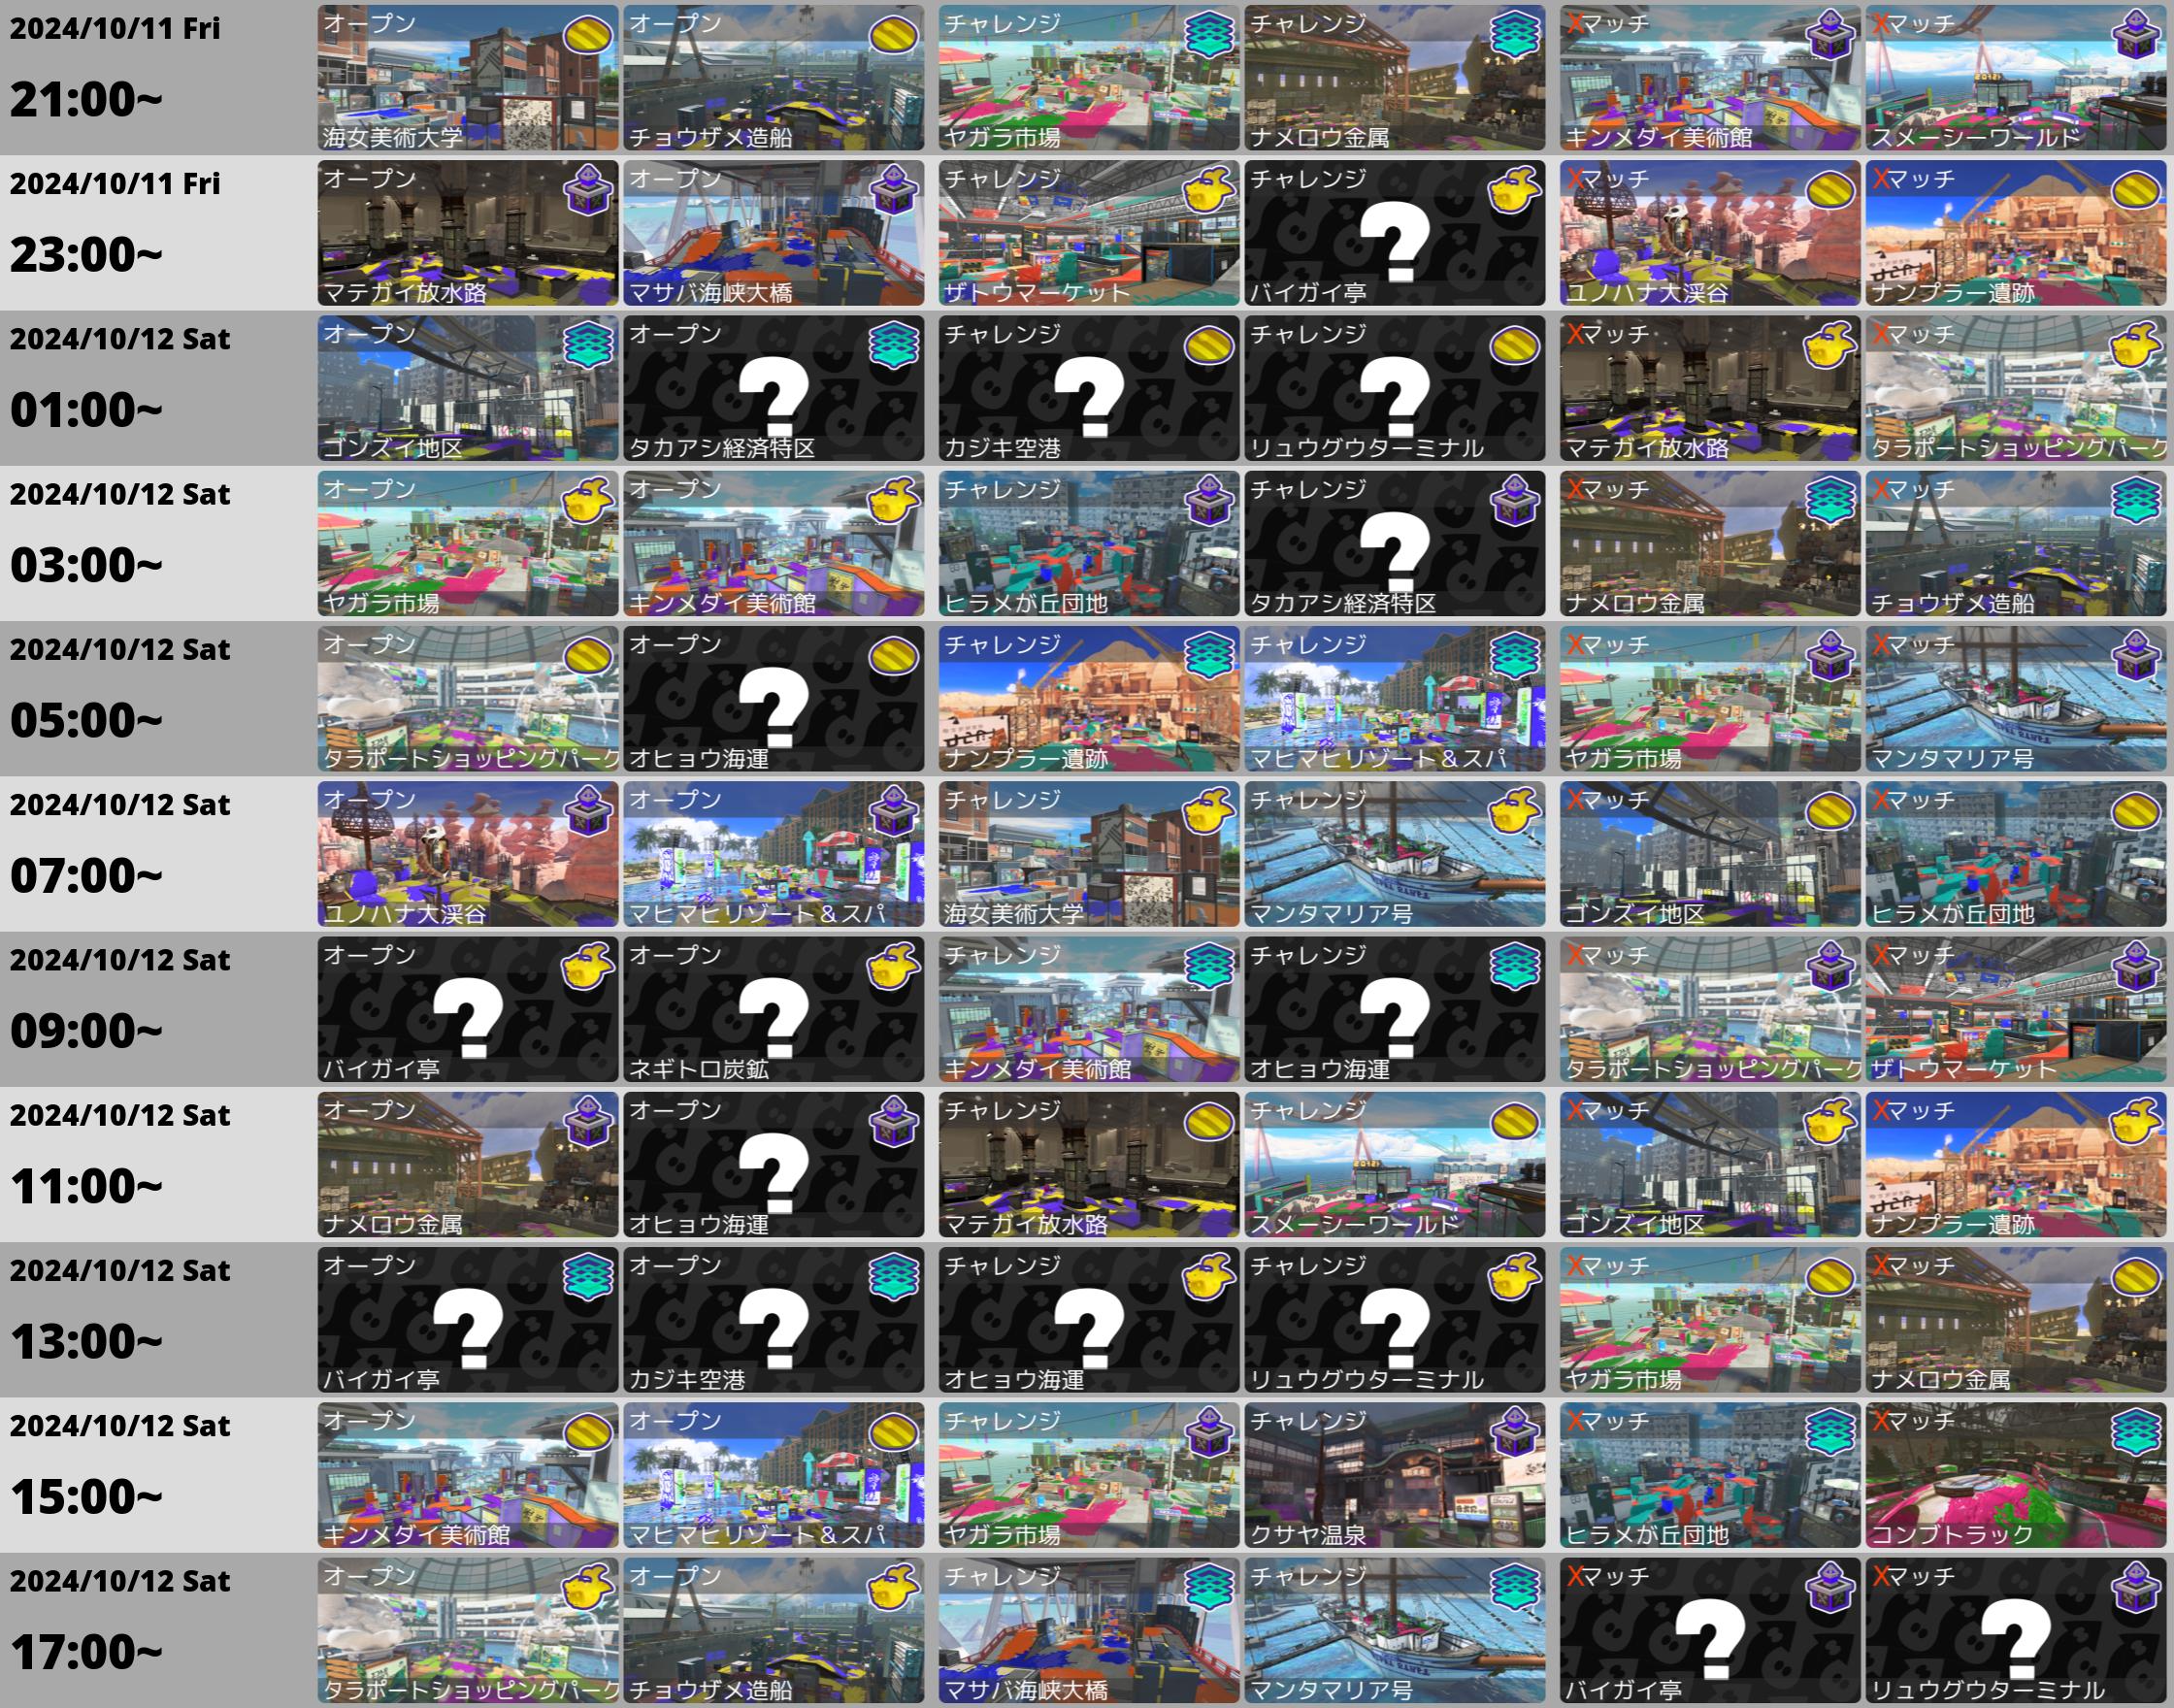 2024/10/11 Fri
21:00~
オープン
海女美術大学
オープン
チョウザメ造船
チャレンジ
ヤガラ市場
チャレンジ
ナメロウ金属
Xマッチ
キンメダイ美術館
Xマッチ
スメーシーワールド
2024/10/11 Fri
23:00~
オープン
マテガイ放水路
オープン
マサバ海峡大橋
チャレンジ
ザトウマーケット
チャレンジ
バイガイ亭
Xマッチ
ユノハナ大渓谷
Xマッチ
ナンプラー遺跡
2024/10/12 Sat
01:00~
オープン
ゴンズイ地区
オープン
タカアシ経済特区
チャレンジ
カジキ空港
チャレンジ
リュウグウターミナル
Xマッチ
マテガイ放水路
Xマッチ
タラポートショッピングパーク
2024/10/12 Sat
03:00~
オープン
ヤガラ市場
オープン
キンメダイ美術館
チャレンジ
ヒラメが丘団地
チャレンジ
タカアシ経済特区
Xマッチ
ナメロウ金属
Xマッチ
チョウザメ造船
2024/10/12 Sat
05:00~
オープン
タラポートショッピングパーク
オープン
オヒョウ海運
チャレンジ
ナンプラー遺跡
チャレンジ
マヒマヒリゾート＆スパ
Xマッチ
ヤガラ市場
Xマッチ
マンタマリア号
2024/10/12 Sat
07:00~
オープン
ユノハナ大渓谷
オープン
マヒマヒリゾート＆スパ
チャレンジ
海女美術大学
チャレンジ
マンタマリア号
Xマッチ
ゴンズイ地区
Xマッチ
ヒラメが丘団地
2024/10/12 Sat
09:00~
オープン
バイガイ亭
オープン
ネギトロ炭鉱
チャレンジ
キンメダイ美術館
チャレンジ
オヒョウ海運
Xマッチ
タラポートショッピングパーク
Xマッチ
ザトウマーケット
2024/10/12 Sat
11:00~
オープン
ナメロウ金属
オープン
オヒョウ海運
チャレンジ
マテガイ放水路
チャレンジ
スメーシーワールド
Xマッチ
ゴンズイ地区
Xマッチ
ナンプラー遺跡
2024/10/12 Sat
13:00~
オープン
バイガイ亭
オープン
カジキ空港
チャレンジ
オヒョウ海運
チャレンジ
リュウグウターミナル
Xマッチ
ヤガラ市場
Xマッチ
ナメロウ金属
2024/10/12 Sat
15:00~
オープン
キンメダイ美術館
オープン
マヒマヒリゾート＆スパ
チャレンジ
ヤガラ市場
チャレンジ
クサヤ温泉
Xマッチ
ヒラメが丘団地
Xマッチ
コンブトラック
2024/10/12 Sat
17:00~
オープン
タラポートショッピングパーク
オープン
チョウザメ造船
チャレンジ
マサバ海峡大橋
チャレンジ
マンタマリア号
Xマッチ
バイガイ亭
Xマッチ
リュウグウターミナル